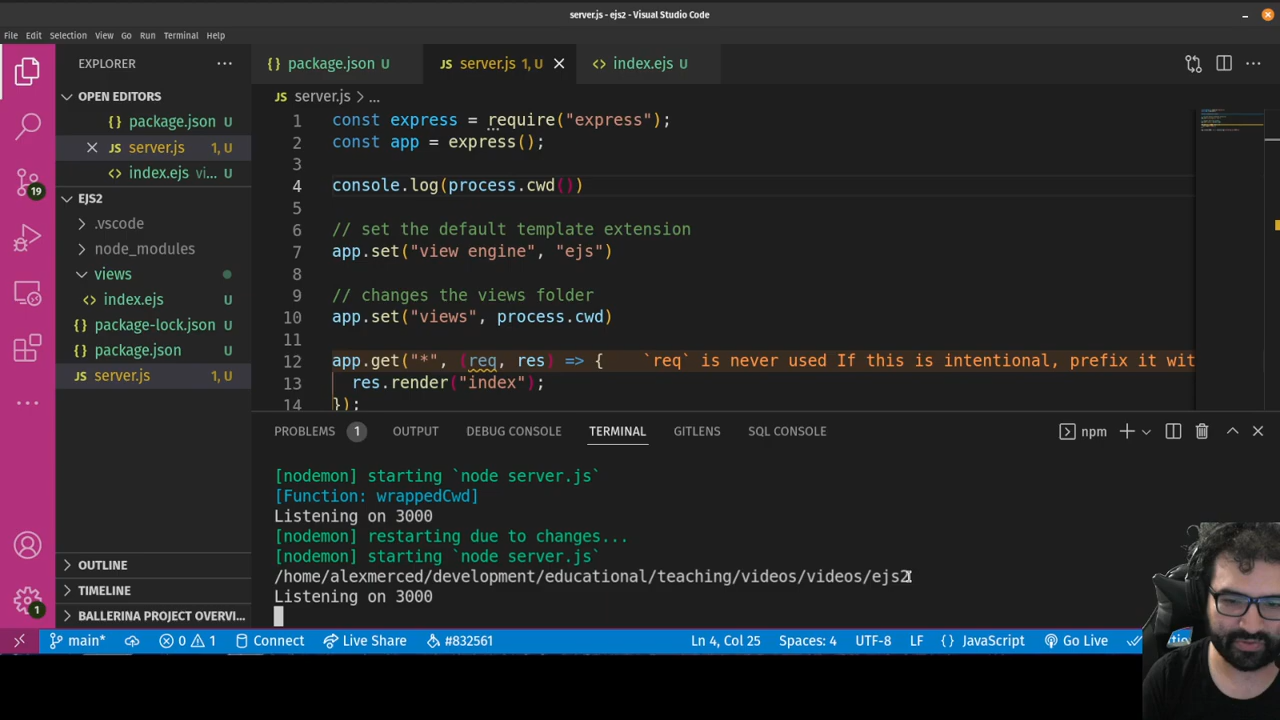 server.js - ejs2 - Visual Studio Code
File Edit Selection View Go Run Terminal Help
EXPLORER
OPEN EDITORS
package.json U
server.js 1, U
index.ejs vi... U
EJS2
.vscode
node_modules
views
index.ejs U
package-lock.json U
package.json U
server.js U
OUTLINE
TIMELINE
BALLERINA PROJECT OVERVI...
19
1
package.json U
server.js 1, U
index.ejs U
server.js > ...
1 const express = require("express");
2 const app = express();
3
4 console.log(process.cwd())
5
6 // set the default template extension
7 app.set("view engine", "ejs")
8
9 // changes the views folder
10 app.set("views", process.cwd)
11
12 app.get("*", (req, res) => { `req` is never used If this is intentional, prefix it wit
13 res.render("index");
14 });
PROBLEMS 1 OUTPUT DEBUG CONSOLE TERMINAL GITLENS SQL CONSOLE npm
[nodemon] starting `node server.js`
[Function: wrappedCwd]
Listening on 3000
[nodemon] restarting due to changes...
[nodemon] starting `node server.js`
/home/alexmerced/development/educational/teaching/videos/videos/ejs2
Listening on 3000
main* 0 1 Connect Live Share #832561 Ln 4, Col 25 Spaces: 4 UTF-8 LF {} JavaScript Go Live